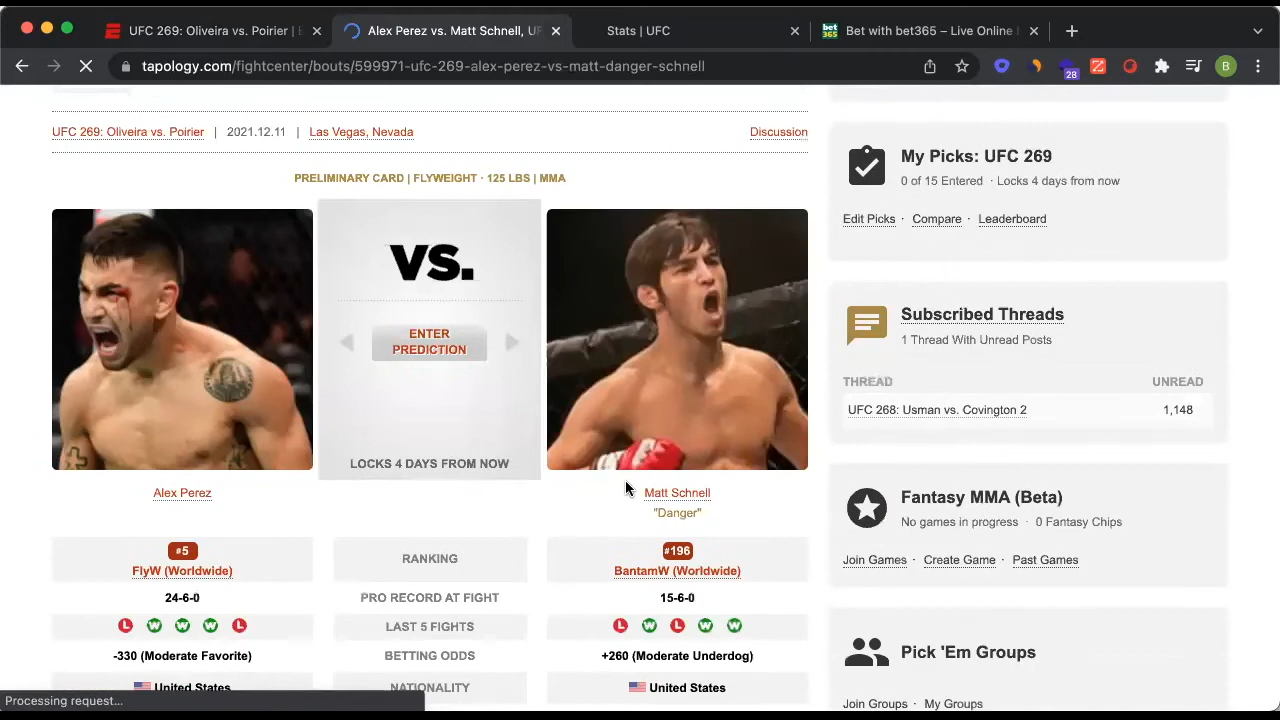 UFC 269: Oliveira vs. Poirier | E
Alex Perez vs. Matt Schnell, UF
Stats | UFC
bet365
Bet with bet365 – Live Online
tapology.com/fightcenter/bouts/599971-ufc-269-alex-perez-vs-matt-danger-schnell
28
B
UFC 269: Oliveira vs. Poirier | 2021.12.11 | Las Vegas, Nevada
Discussion
PRELIMINARY CARD | FLYWEIGHT · 125 LBS | MMA
VS.
ENTER
PREDICTION
LOCKS 4 DAYS FROM NOW
Alex Perez
Matt Schnell
"Danger"
#5
RANKING
#196
FlyW (Worldwide)
BantamW (Worldwide)
24-6-0 PRO RECORD AT FIGHT 15-6-0
L W W W L LAST 5 FIGHTS L W L W W
-330 (Moderate Favorite) BETTING ODDS +260 (Moderate Underdog)
United States NATIONALITY United States
Processing request...
My Picks: UFC 269
0 of 15 Entered · Locks 4 days from now
Edit Picks · Compare · Leaderboard
Subscribed Threads
1 Thread With Unread Posts
THREAD UNREAD
UFC 268: Usman vs. Covington 2 1,148
Fantasy MMA (Beta)
No games in progress · 0 Fantasy Chips
Join Games · Create Game · Past Games
Pick 'Em Groups
Join Groups · My Groups